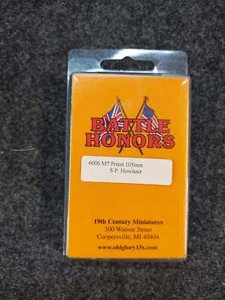 BATTLE
HONORS
6006 M7 Priest 105mm
S.P. Howitzer
19th Century Miniatures
300 Watson Street
Coopersville, MI 49404
www.oldglory15s.com